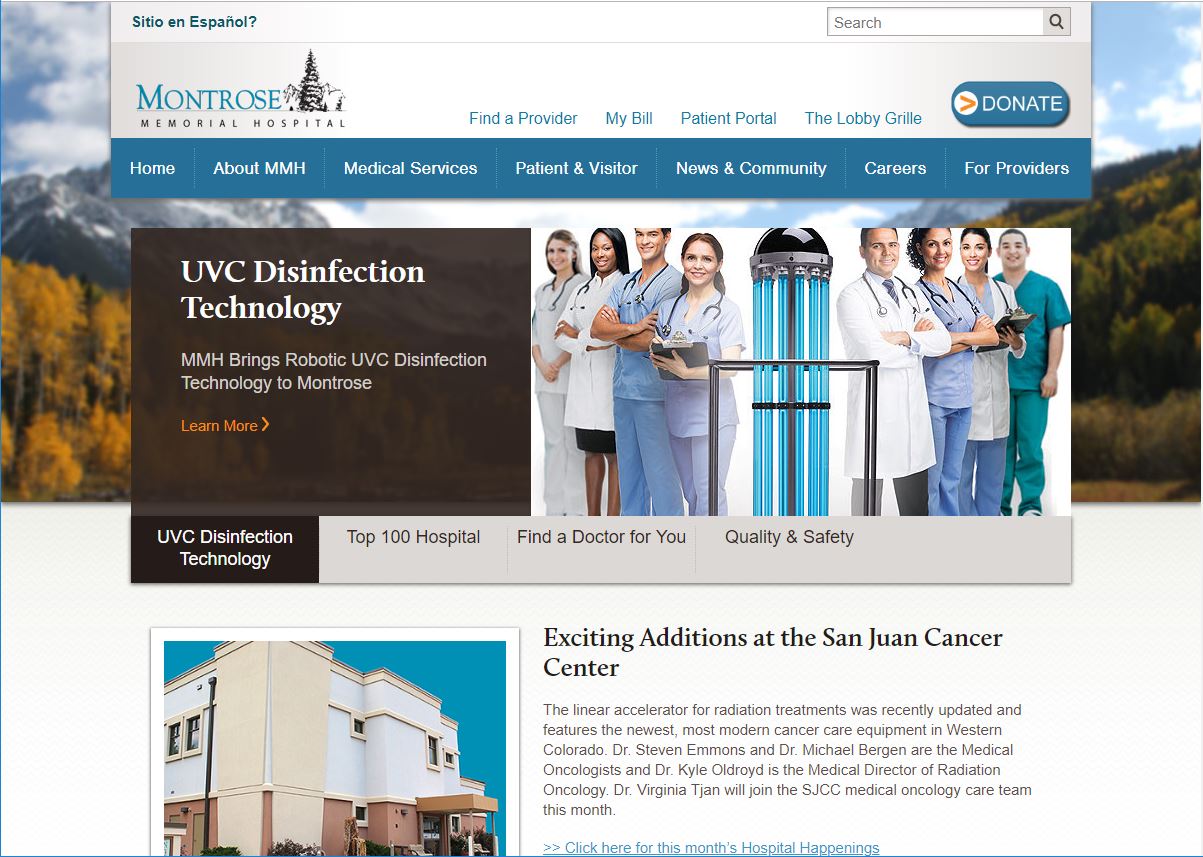 Sitio en Español?
Search
MONTROSE
MEMORIAL HOSPITAL
Find a Provider
My Bill
Patient Portal
The Lobby Grille
> DONATE
Home
About MMH
Medical Services
Patient & Visitor
News & Community
Careers
For Providers
UVC Disinfection
Technology
MMH Brings Robotic UVC Disinfection
Technology to Montrose
Learn More >
UVC Disinfection
Technology
Top 100 Hospital
Find a Doctor for You
Quality & Safety
Exciting Additions at the San Juan Cancer
Center
The linear accelerator for radiation treatments was recently updated and
features the newest, most modern cancer care equipment in Western
Colorado. Dr. Steven Emmons and Dr. Michael Bergen are the Medical
Oncologists and Dr. Kyle Oldroyd is the Medical Director of Radiation
Oncology. Dr. Virginia Tjan will join the SJCC medical oncology care team
this month.
>> Click here for this month's Hospital Happenings